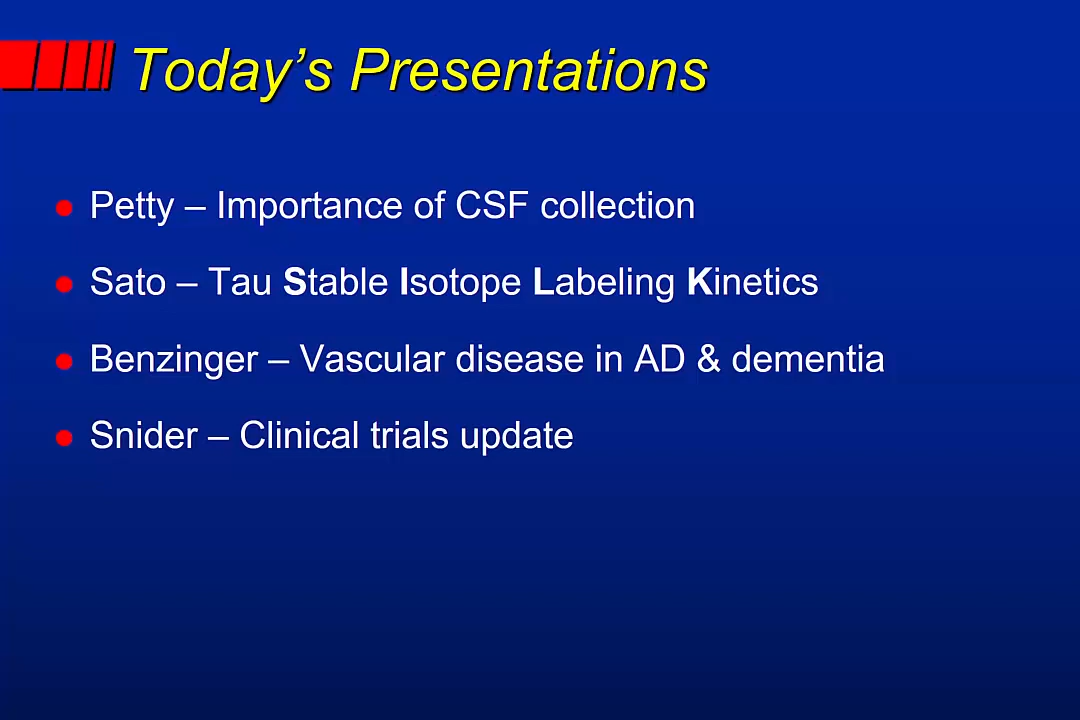 Today’s Presentations
Petty – Importance of CSF collection
Sato – Tau Stable Isotope Labeling Kinetics
Benzinger – Vascular disease in AD & dementia
Snider – Clinical trials update